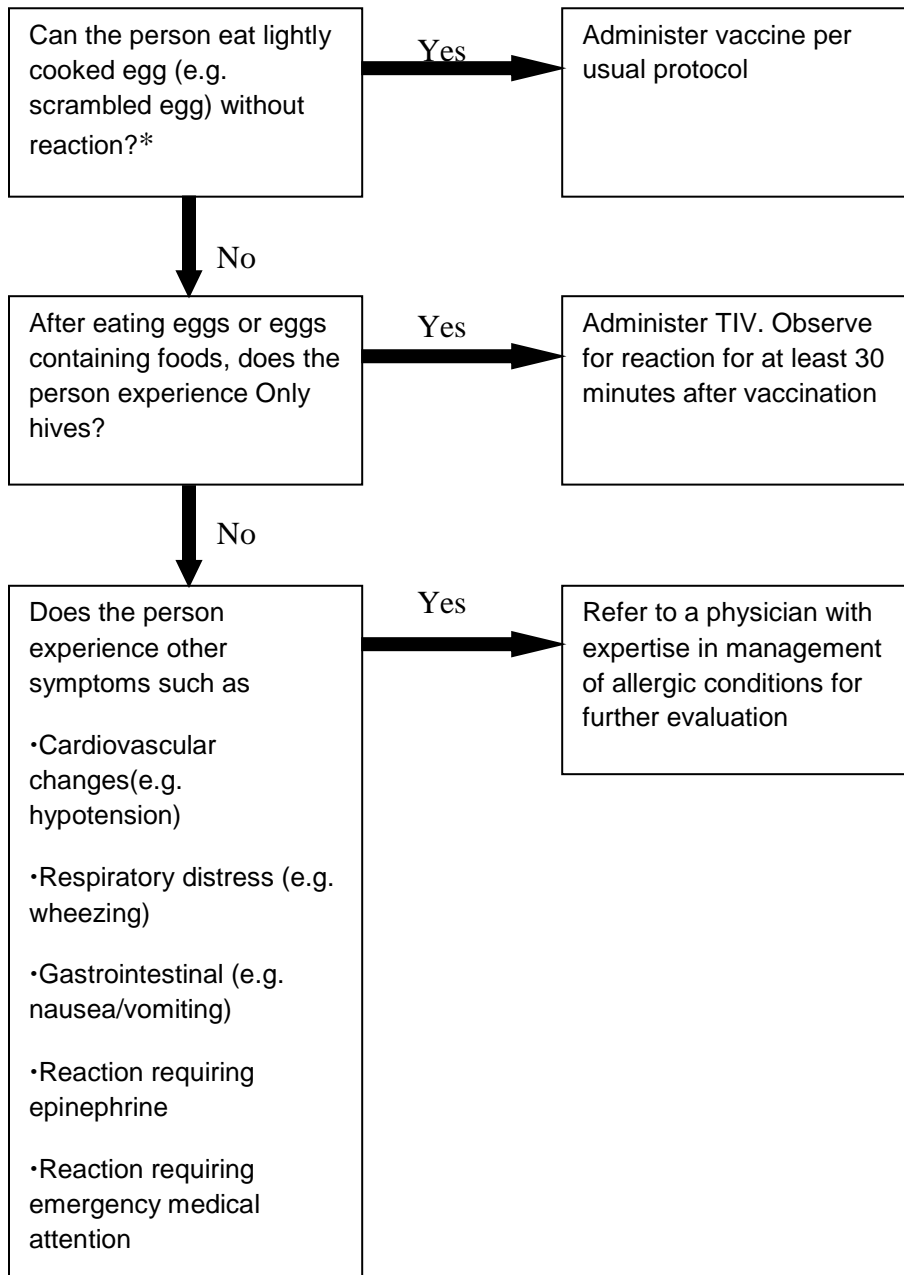 Can the person eat lightly
cooked egg (e.g.
scrambled egg) without
reaction?*
Yes
Administer vaccine per
usual protocol
No
After eating eggs or eggs
containing foods, does the
person experience Only
hives?
Yes
Administer TIV. Observe
for reaction for at least 30
minutes after vaccination
No
Does the person
experience other
symptoms such as
・Cardiovascular
changes(e.g.
hypotension)
・Respiratory distress (e.g.
wheezing)
・Gastrointestinal (e.g.
nausea/vomiting)
・Reaction requiring
epinephrine
・Reaction requiring
emergency medical
attention
Yes
Refer to a physician with
expertise in management
of allergic conditions for
further evaluation